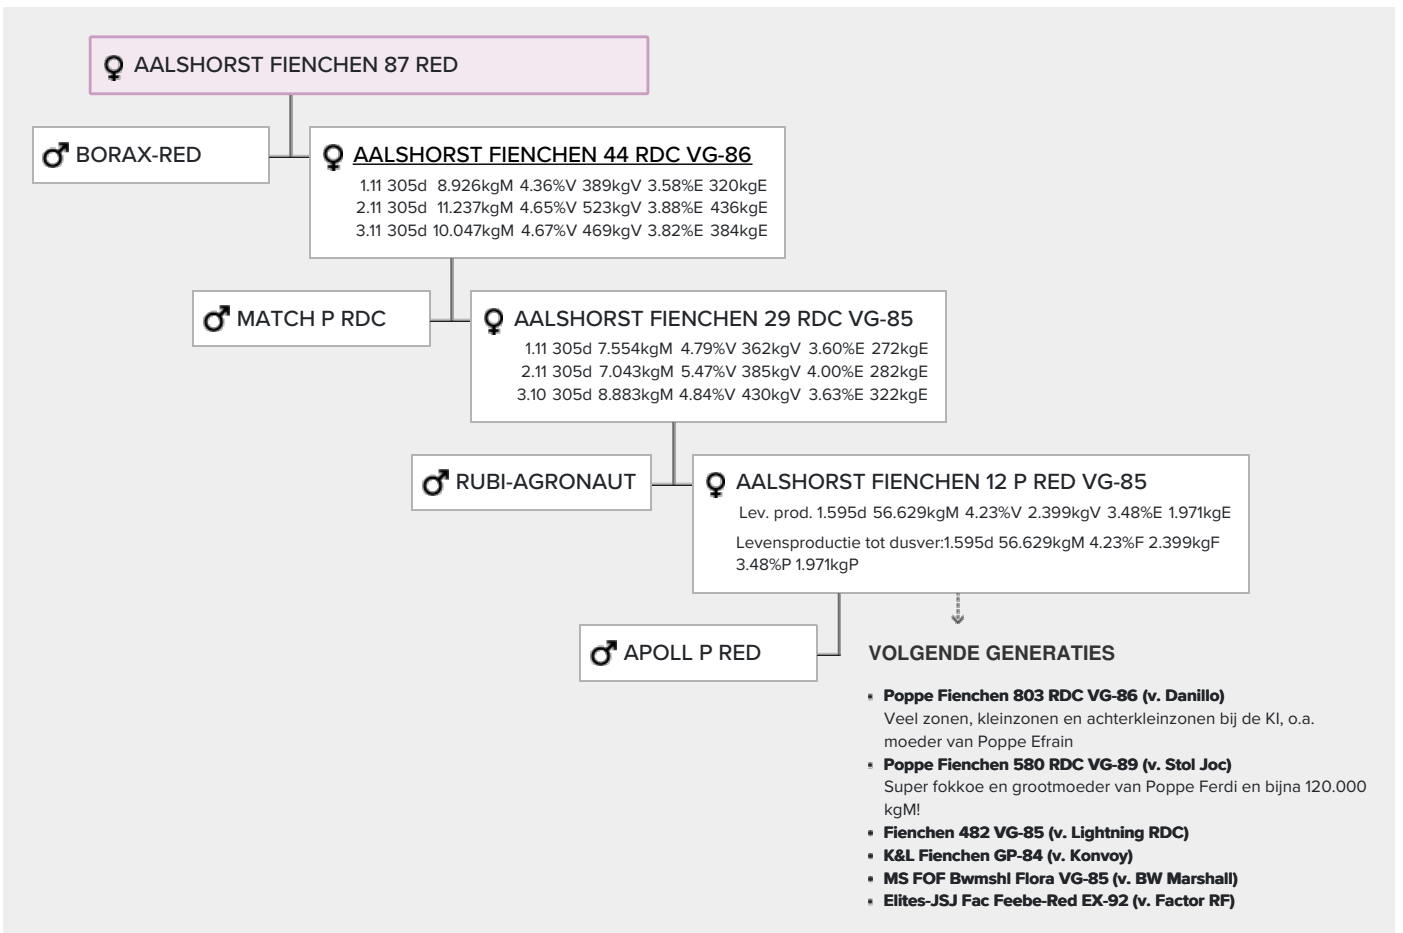 AALSHORST FIENCHEN 87 RED
BORAX-RED
AALSHORST FIENCHEN 44 RDC VG-86
1.11 305d 8.926kgM 4.36%V 389kgV 3.58%E 320kgE
2.11 305d 11.237kgM 4.65%V 523kgV 3.88%E 436kgE
3.11 305d 10.047kgM 4.67%V 469kgV 3.82%E 384kgE
MATCH P RDC
AALSHORST FIENCHEN 29 RDC VG-85
1.11 305d 7.554kgM 4.79%V 362kgV 3.60%E 272kgE
2.11 305d 7.043kgM 5.47%V 385kgV 4.00%E 282kgE
3.10 305d 8.883kgM 4.84%V 430kgV 3.63%E 322kgE
RUBI-AGRONAUT
AALSHORST FIENCHEN 12 P RED VG-85
Lev. prod. 1.595d 56.629kgM 4.23%V 2.399kgV 3.48%E 1.971kgE
Levensproductie tot dusver:1.595d 56.629kgM 4.23%F 2.399kgF
3.48%P 1.971kgP
APOLL P RED
VOLGENDE GENERATIES
Poppe Fienchen 803 RDC VG-86 (v. Danillo)
Veel zonen, kleinzonen en achterkleinzonen bij de KI, o.a.
moeder van Poppe Efrain
Poppe Fienchen 580 RDC VG-89 (v. Stol Joc)
Super fokkoe en grootmoeder van Poppe Ferdi en bijna 120.000
kgM!
Fienchen 482 VG-85 (v. Lightning RDC)
K&L Fienchen GP-84 (v. Konvoy)
MS FOF Bwmshl Flora VG-85 (v. BW Marshall)
Elites-JSJ Fac Feebe-Red EX-92 (v. Factor RF)